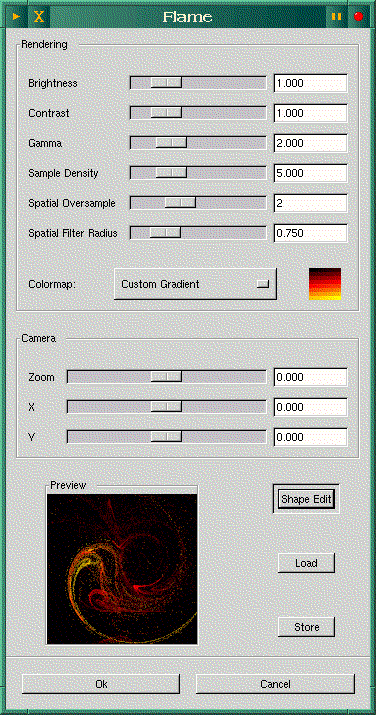 X Flame
Rendering
Brightness 1.000
Contrast 1.000
Gamma 2.000
Sample Density 5.000
Spatial Oversample 2
Spatial Filter Radius 0.750
Colormap: Custom Gradient
Camera
Zoom 0.000
X 0.000
Y 0.000
Preview
Shape Edit
Load
Store
Ok Cancel